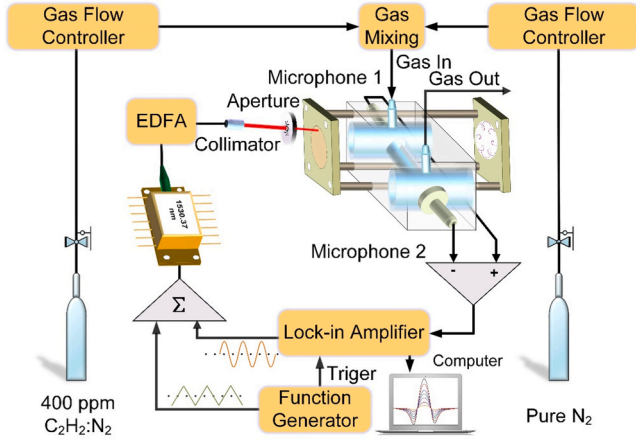 Gas Flow
Controller
Gas
Mixing
Gas Flow
Controller
Gas In
Gas Out
Microphone 1
Aperture
EDFA
Collimator
1530.37
nm
Microphone 2
-
+
Σ
Lock-in Amplifier
Computer
Triger
Function
Generator
400 ppm
C₂H₂:N₂
Pure N₂